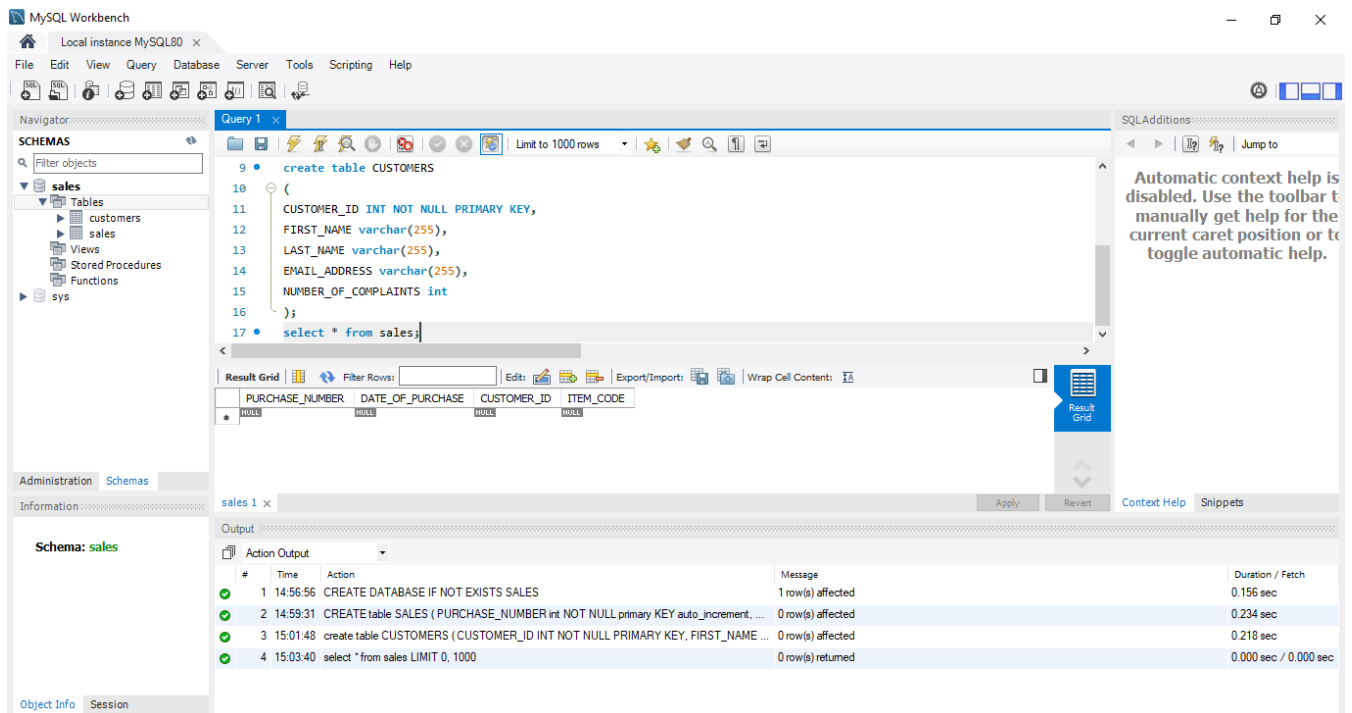 MySQL Workbench
Local instance MySQL80
File Edit View Query Database Server Tools Scripting Help
Navigator
SCHEMAS
Filter objects
sales
Tables
customers
sales
Views
Stored Procedures
Functions
sys
Administration Schemas
Information
Schema: sales
Object Info Session
Query 1
Limit to 1000 rows
9 create table CUSTOMERS
10 (
11 CUSTOMER_ID INT NOT NULL PRIMARY KEY,
12 FIRST_NAME varchar(255),
13 LAST_NAME varchar(255),
14 EMAIL_ADDRESS varchar(255),
15 NUMBER_OF_COMPLAINTS int
16 );
17 select * from sales;
Result Grid Filter Rows: Edit: Export/Import: Wrap Cell Content:
PURCHASE_NUMBER DATE_OF_PURCHASE CUSTOMER_ID ITEM_CODE
NULL NULL NULL NULL
Result
Grid
sales 1 Apply Revert
Output
Action Output
# Time Action Message Duration / Fetch
1 14:56:56 CREATE DATABASE IF NOT EXISTS SALES 1 row(s) affected 0.156 sec
2 14:59:31 CREATE table SALES ( PURCHASE_NUMBER int NOT NULL primary KEY auto_increment, ... 0 row(s) affected 0.234 sec
3 15:01:48 create table CUSTOMERS ( CUSTOMER_ID INT NOT NULL PRIMARY KEY, FIRST_NAME ... 0 row(s) affected 0.218 sec
4 15:03:40 select * from sales LIMIT 0, 1000 0 row(s) returned 0.000 sec / 0.000 sec
SQLAdditions
Jump to
Automatic context help is
disabled. Use the toolbar t
manually get help for the
current caret position or to
toggle automatic help.
Context Help Snippets